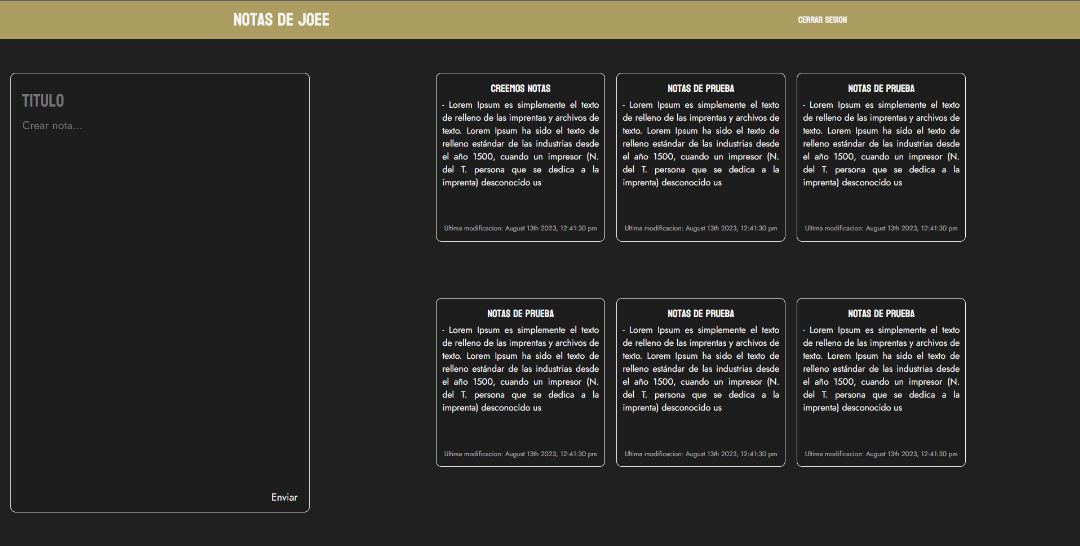 NOTAS DE JOEE
CERRAR SESION
TITULO
Crear nota...
Enviar
CREEMOS NOTAS
- Lorem Ipsum es simplemente el texto
de relleno de las imprentas y archivos de
texto. Lorem Ipsum ha sido el texto de
relleno estándar de las industrias desde
el año 1500, cuando un impresor (N.
del T. persona que se dedica a la
imprenta) desconocido us
Ultima modificacion: August 13th 2023, 12:41:30 pm
NOTAS DE PRUEBA
- Lorem Ipsum es simplemente el texto
de relleno de las imprentas y archivos de
texto. Lorem Ipsum ha sido el texto de
relleno estándar de las industrias desde
el año 1500, cuando un impresor (N.
del T. persona que se dedica a la
imprenta) desconocido us
Ultima modificacion: August 13th 2023, 12:41:30 pm
NOTAS DE PRUEBA
- Lorem Ipsum es simplemente el texto
de relleno de las imprentas y archivos de
texto. Lorem Ipsum ha sido el texto de
relleno estándar de las industrias desde
el año 1500, cuando un impresor (N.
del T. persona que se dedica a la
imprenta) desconocido us
Ultima modificacion: August 13th 2023, 12:41:30 pm
NOTAS DE PRUEBA
- Lorem Ipsum es simplemente el texto
de relleno de las imprentas y archivos de
texto. Lorem Ipsum ha sido el texto de
relleno estándar de las industrias desde
el año 1500, cuando un impresor (N.
del T. persona que se dedica a la
imprenta) desconocido us
Ultima modificacion: August 13th 2023, 12:41:30 pm
NOTAS DE PRUEBA
- Lorem Ipsum es simplemente el texto
de relleno de las imprentas y archivos de
texto. Lorem Ipsum ha sido el texto de
relleno estándar de las industrias desde
el año 1500, cuando un impresor (N.
del T. persona que se dedica a la
imprenta) desconocido us
Ultima modificacion: August 13th 2023, 12:41:30 pm
NOTAS DE PRUEBA
- Lorem Ipsum es simplemente el texto
de relleno de las imprentas y archivos de
texto. Lorem Ipsum ha sido el texto de
relleno estándar de las industrias desde
el año 1500, cuando un impresor (N.
del T. persona que se dedica a la
imprenta) desconocido us
Ultima modificacion: August 13th 2023, 12:41:30 pm